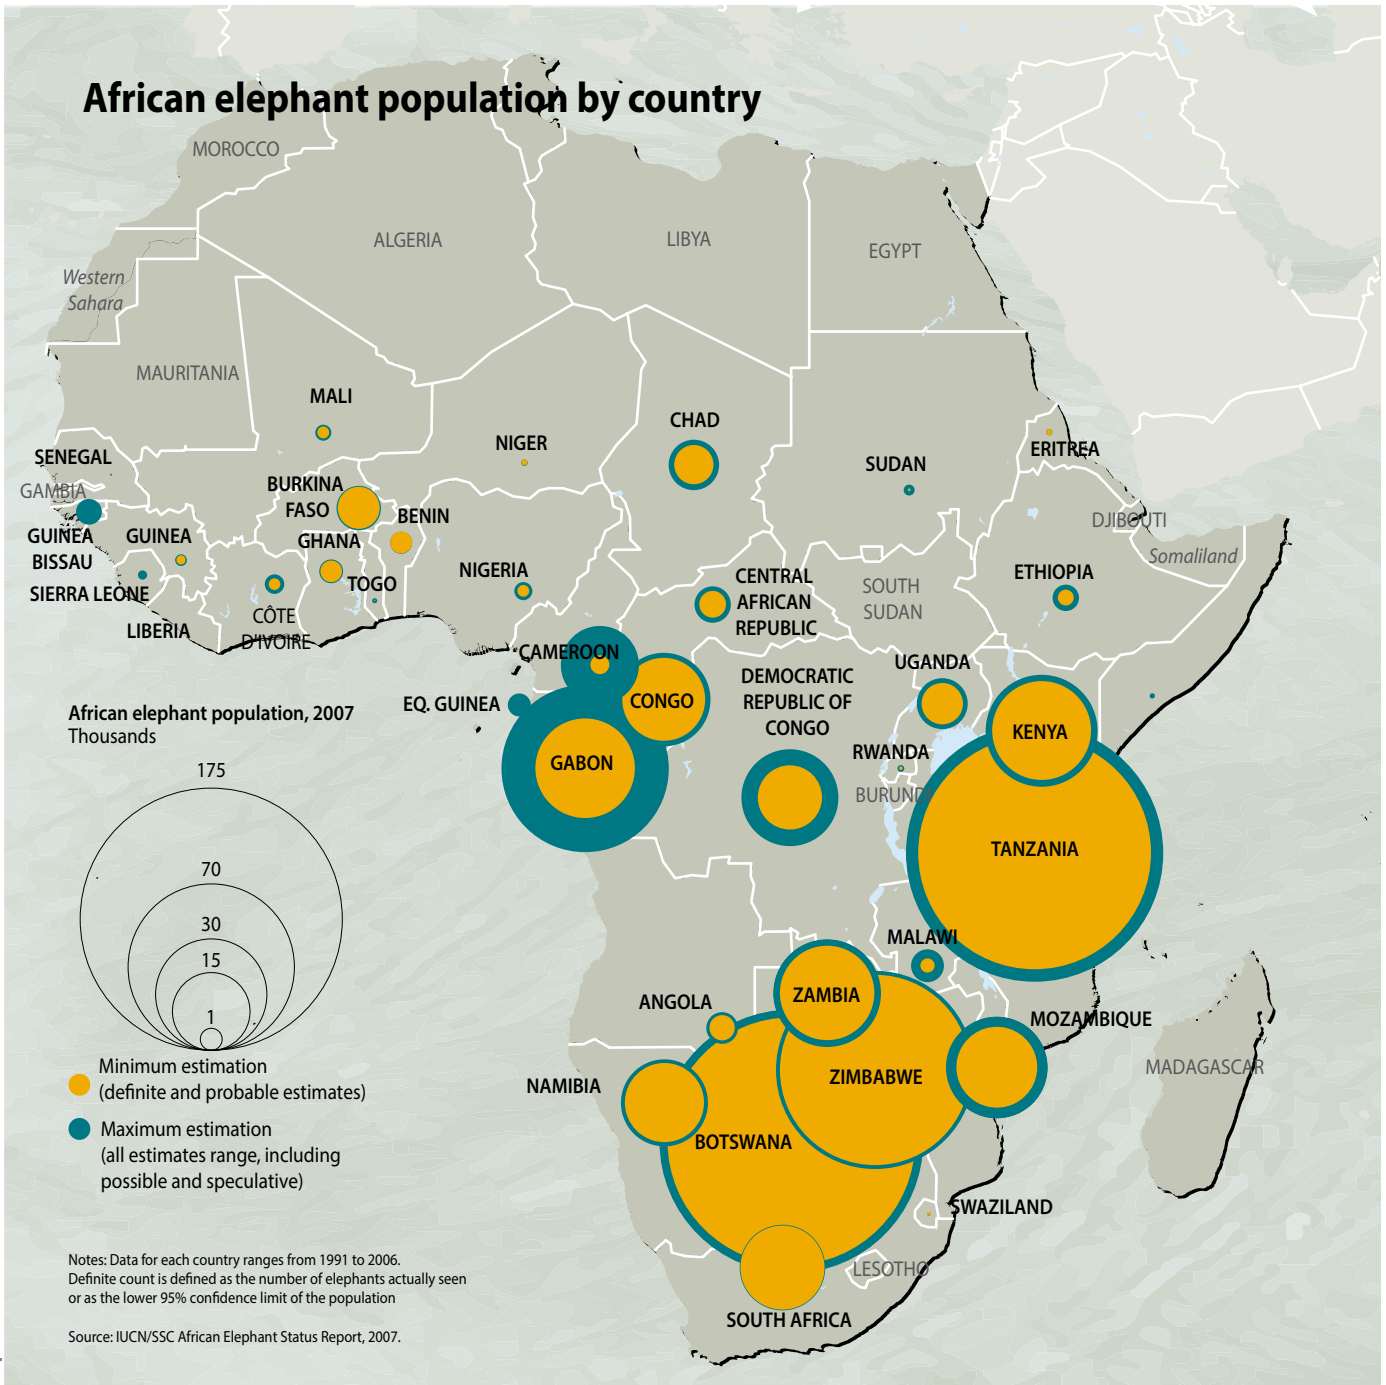 African elephant population by country
MOROCCO
ALGERIA
LIBYA
EGYPT
Western
Sahara
MAURITANIA
MALI
NIGER
CHAD
SUDAN
ERITREA
SENEGAL
GAMBIA
BURKINA
FASO
BENIN
DJIBOUTI
GUINEA
BISSAU
GUINEA
GHANA
Somaliland
SIERRA LEONE
TOGO
NIGERIA
CENTRAL
AFRICAN
REPUBLIC
SOUTH
SUDAN
ETHIOPIA
LIBERIA
CÔTE
D'IVOIRE
CAMEROON
UGANDA
EQ. GUINEA
CONGO
DEMOCRATIC
REPUBLIC OF
CONGO
KENYA
GABON
RWANDA
BURUNDI
TANZANIA
African elephant population, 2007
Thousands
175
70
30
15
1
Minimum estimation
(definite and probable estimates)
Maximum estimation
(all estimates range, including
possible and speculative)
MALAWI
ANGOLA
ZAMBIA
MOZAMBIQUE
MADAGASCAR
NAMIBIA
ZIMBABWE
BOTSWANA
SWAZILAND
LESOTHO
SOUTH AFRICA
Notes: Data for each country ranges from 1991 to 2006.
Definite count is defined as the number of elephants actually seen
or as the lower 95% confidence limit of the population
Source: IUCN/SSC African Elephant Status Report, 2007.